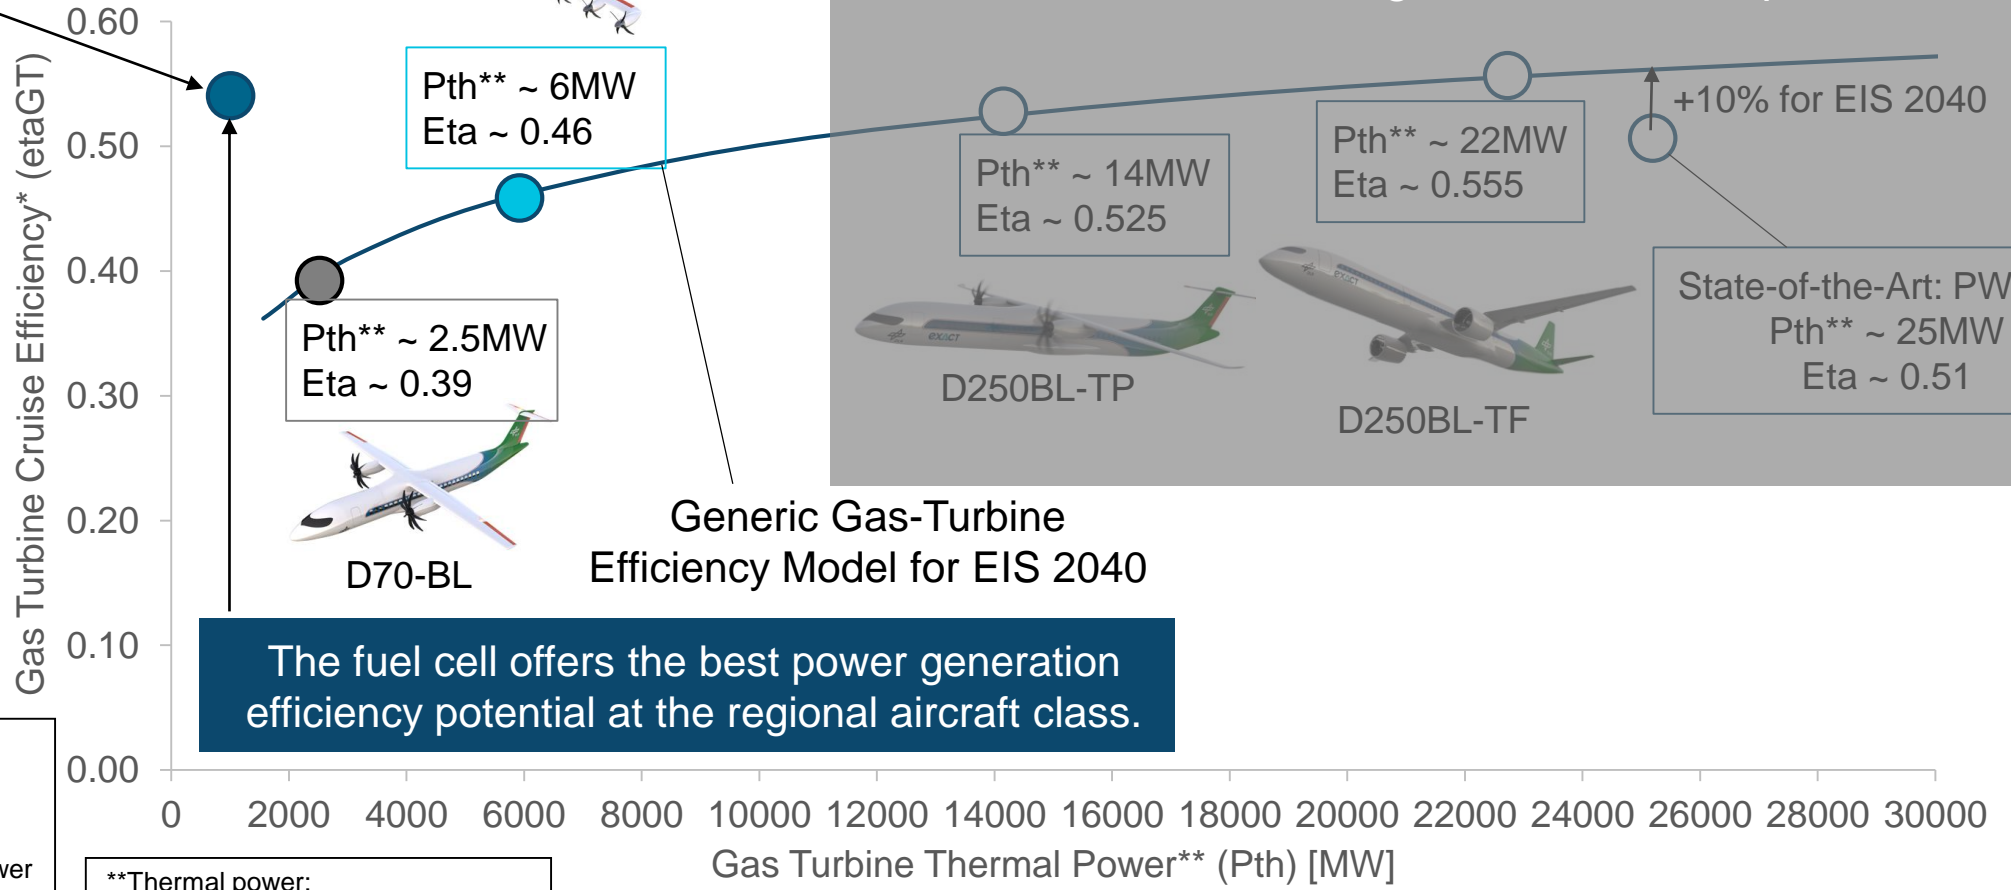 0.60
0.50
0.40
0.30
0.20
0.10
0.00
Gas Turbine Cruise Efficiency* (etaGT)
Pth** ~ 6MW
Eta ~ 0.46
Pth** ~ 2.5MW
Eta ~ 0.39
D70-BL
Generic Gas-Turbine
Efficiency Model for EIS 2040
Pth** ~ 14MW
Eta ~ 0.525
D250BL-TP
Pth** ~ 22MW
Eta ~ 0.555
D250BL-TF
+10% for EIS 2040
State-of-the-Art: PW
Pth** ~ 25MW
Eta ~ 0.51
EXACT
EXACT
The fuel cell offers the best power generation
efficiency potential at the regional aircraft class.
0 2000 4000 6000 8000 10000 12000 14000 16000 18000 20000 22000 24000 26000 28000 30000
Gas Turbine Thermal Power** (Pth) [MW]
wer
**Thermal power: